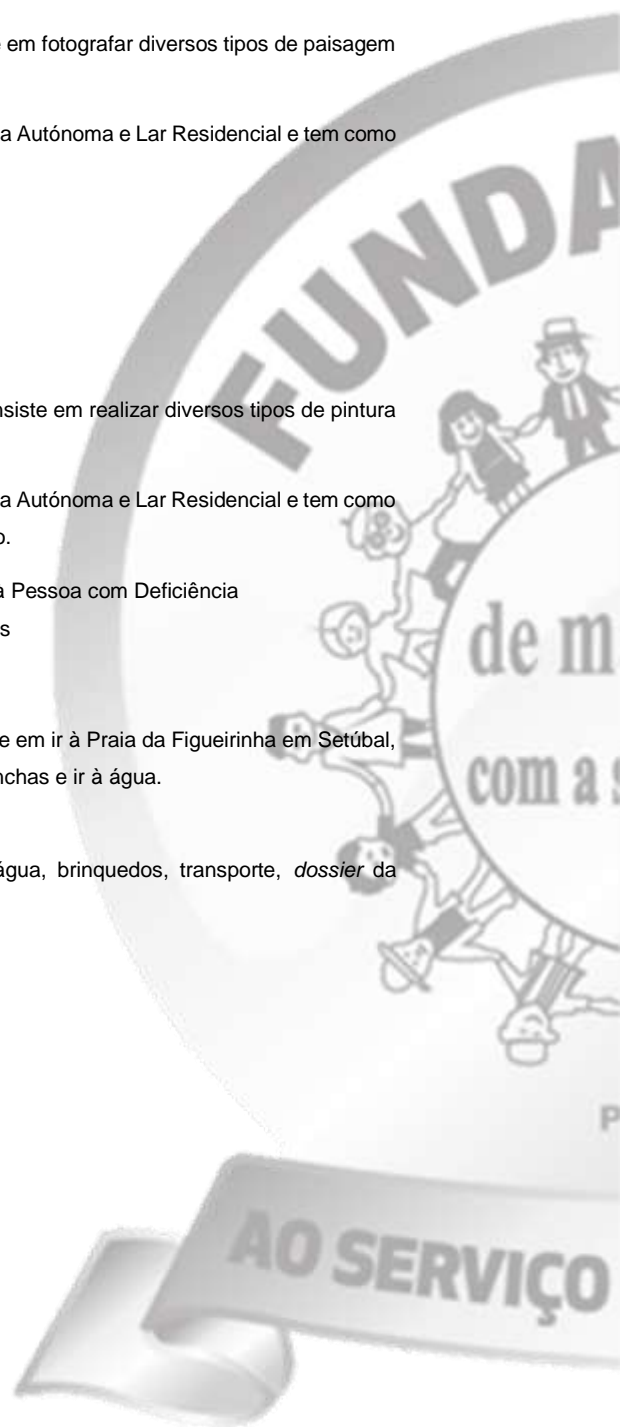 em fotografar diversos tipos de paisagem
a Autónoma e Lar Residencial e tem como
FUNDA
nsiste em realizar diversos tipos de pintura
a Autónoma e Lar Residencial e tem como
o.
a Pessoa com Deficiência
s
de m
e em ir à Praia da Figueirinha em Setúbal,
nchas e ir à água.
com a s
água, brinquedos, transporte, dossier da
P
AO SERVIÇO